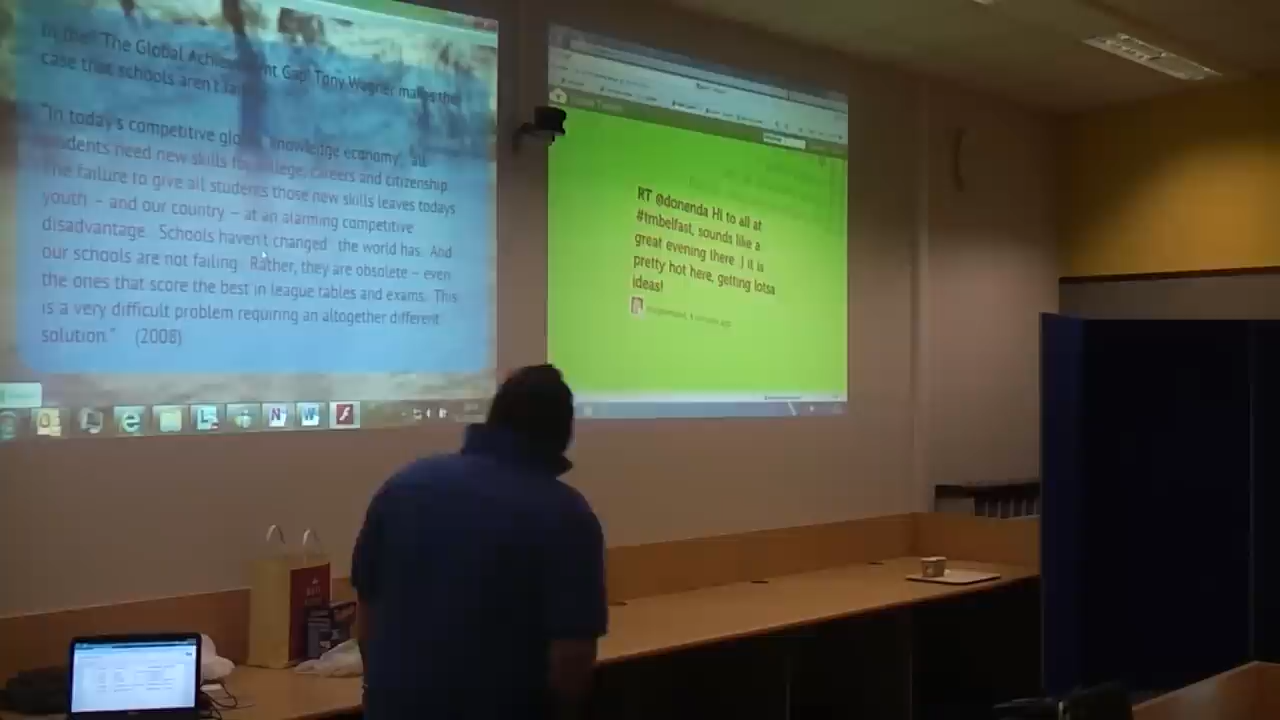 In the "The Global Achievement Gap" Tony Wagner makes the
case that schools aren't
"In today's competitive knowledge economy, all
students need new skills for college, careers and citizenship.
The failure to give all students those new skills leaves todays
youth – and our country – at an alarming competitive
disadvantage. Schools haven't changed the world has. And
our schools are not failing. Rather, they are obsolete – even
the ones that score the best in league tables and exams. This
is a very difficult problem requiring an altogether different
solution." (2008)
RT @donenda Hi to all at
#tmbelfast, sounds like a
great evening there :) it is
pretty hot here, getting lotsa
ideas!